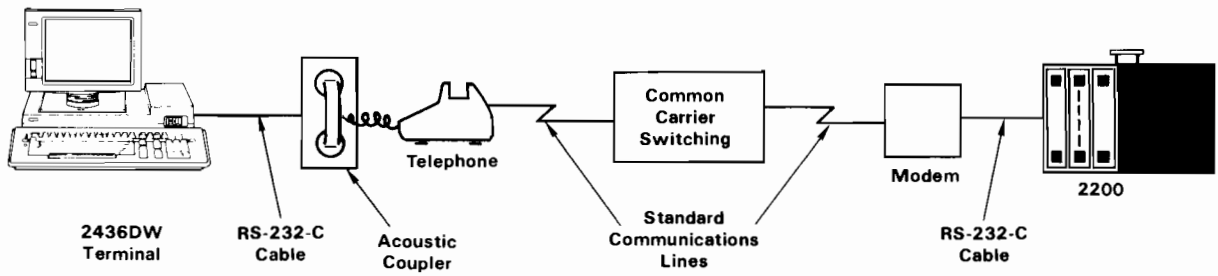 Common
Carrier
Switching
Telephone
Modem
2200
2436DW
Terminal
RS-232-C
Cable
Acoustic
Coupler
Standard
Communications
Lines
RS-232-C
Cable